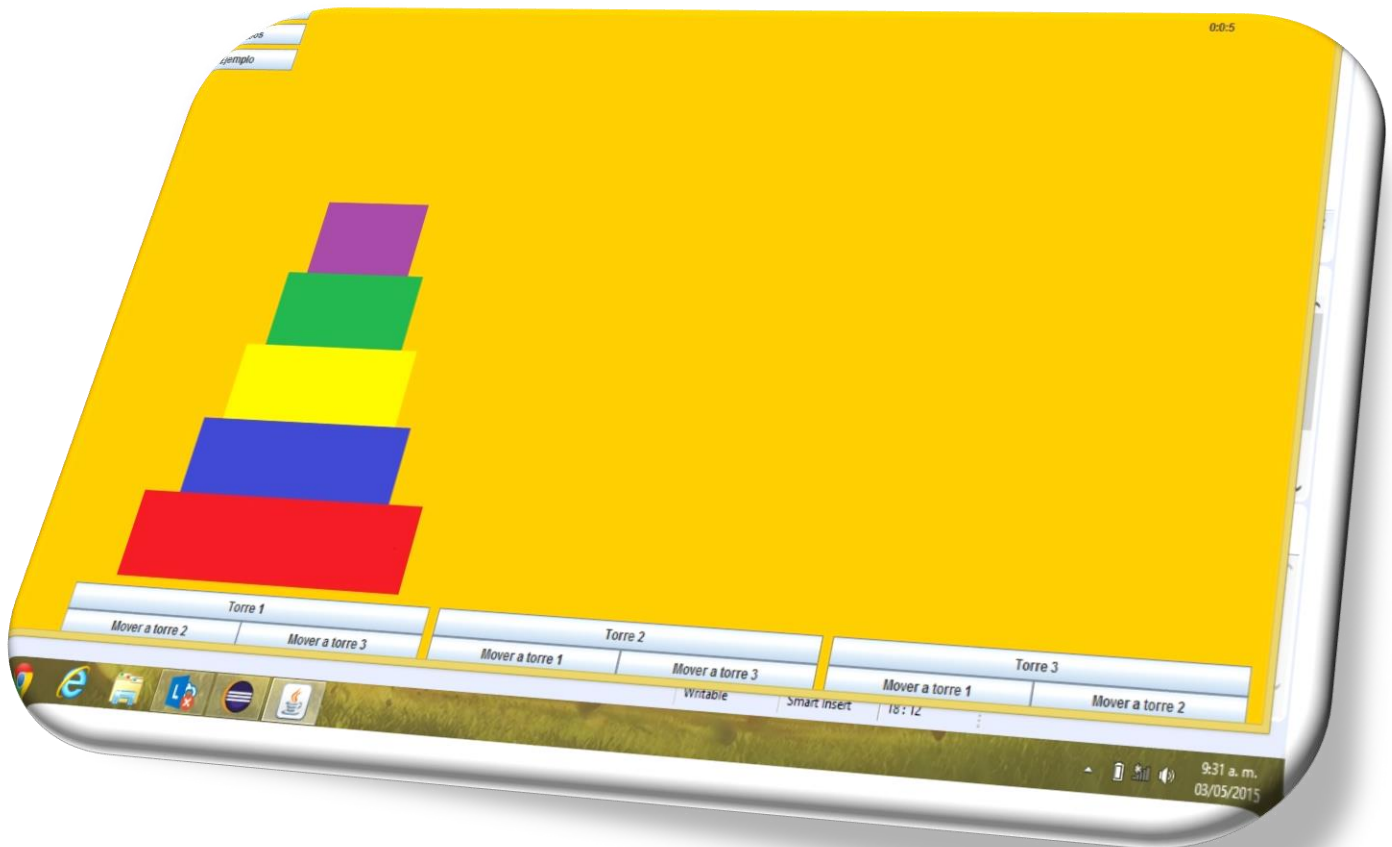 0:0:5
Torre 1
Mover a torre 2 Mover a torre 3
Torre 2
Mover a torre 1 Mover a torre 3
Torre 3
Mover a torre 1 Mover a torre 2
Writable Smart Insert 18 : 12
9:31 a. m.
03/05/2015